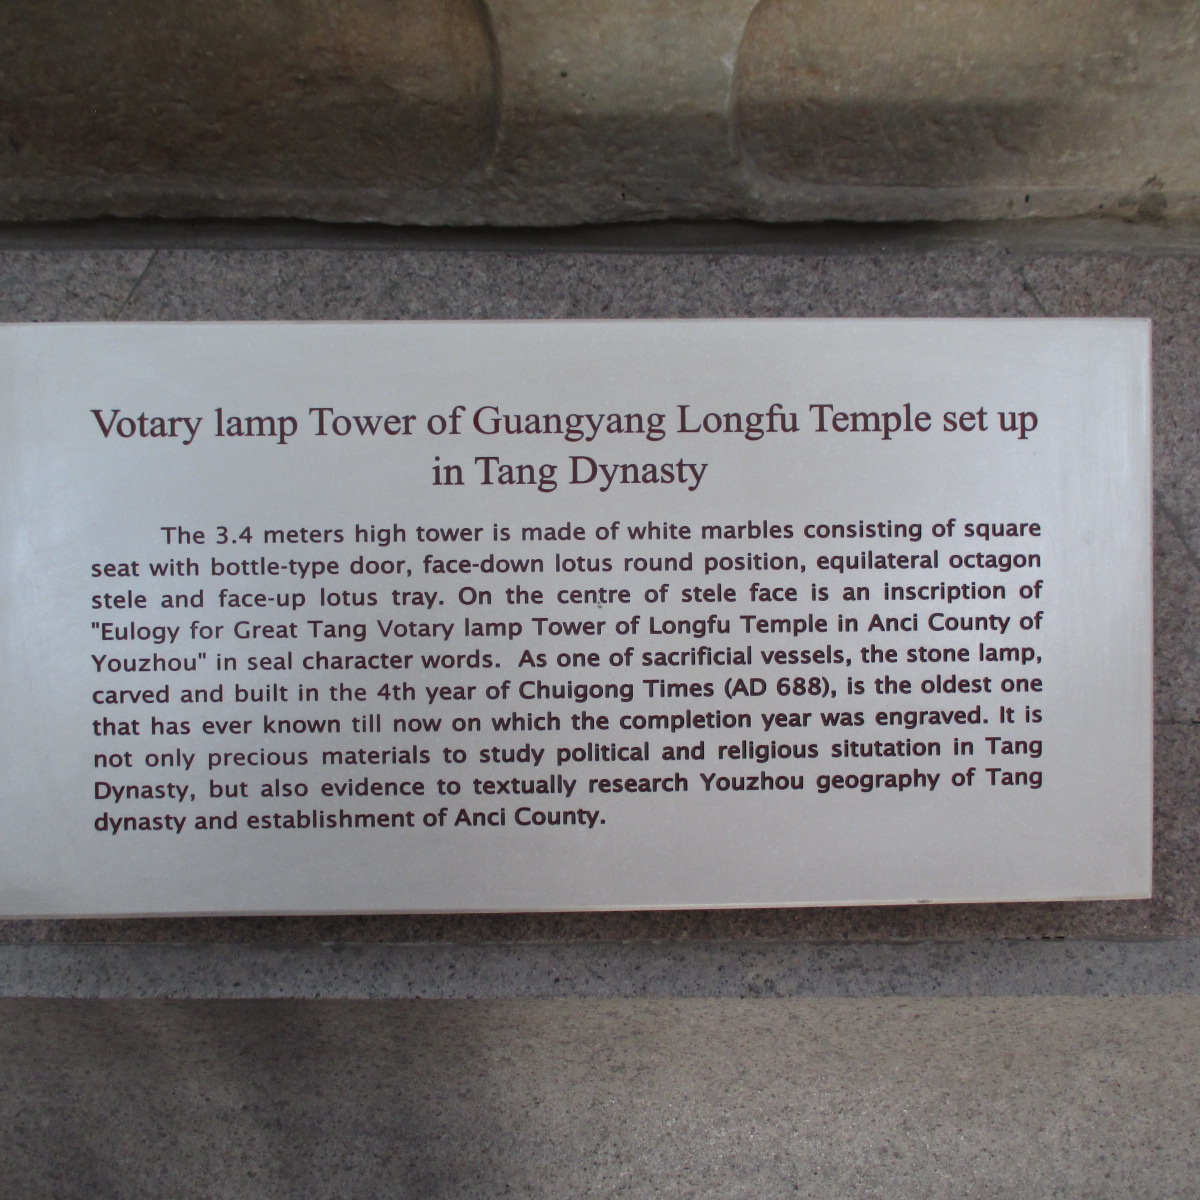 Votary lamp Tower of Guangyang Longfu Temple set up
in Tang Dynasty
The 3.4 meters high tower is made of white marbles consisting of square
seat with bottle-type door, face-down lotus round position, equilateral octagon
stele and face-up lotus tray. On the centre of stele face is an inscription of
"Eulogy for Great Tang Votary lamp Tower of Longfu Temple in Anci County of
Youzhou" in seal character words. As one of sacrificial vessels, the stone lamp,
carved and built in the 4th year of Chuigong Times (AD 688), is the oldest one
that has ever known till now on which the completion year was engraved. It is
not only precious materials to study political and religious situtation in Tang
Dynasty, but also evidence to textually research Youzhou geography of Tang
dynasty and establishment of Anci County.